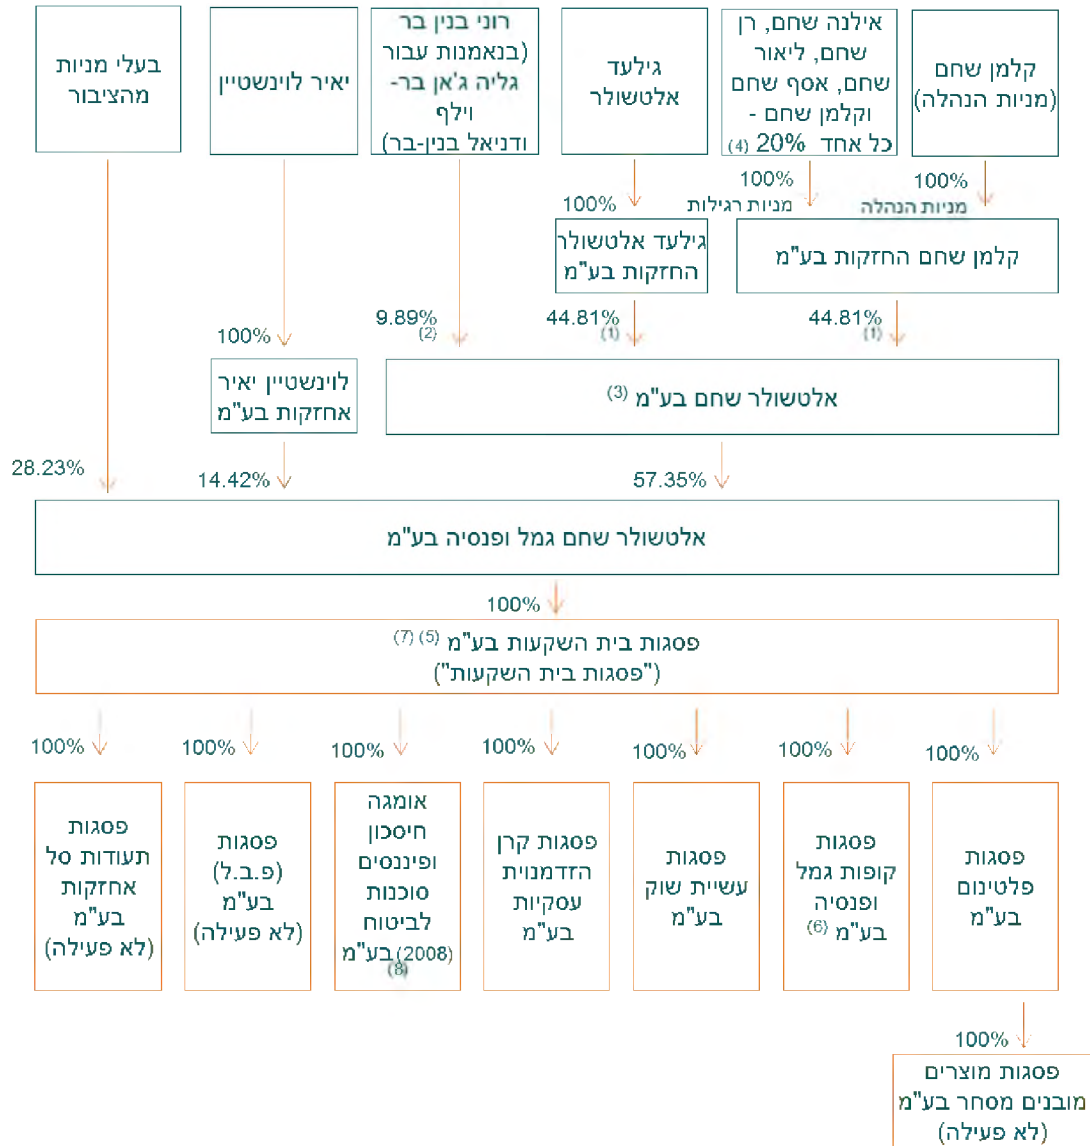 קלמן שחם
(מניות הנהלה)
אילנה שחם, רן
שחם, ליאור
שחם, אסף שחם
וקלמן שחם -
כל אחד 20% (4)
גילעד
אלטשולר
רוני בנין בר
(בנאמנות עבור
גליה ג'אן בר-
וילף
ודניאל בנין-בר)
יאיר לוינשטיין
בעלי מניות
מהציבור
100%
מניות הנהלה
100%
מניות רגילות
100%
קלמן שחם החזקות בע"מ
גילעד אלטשולר
החזקות בע"מ
44.81%
(1)
44.81%
(1)
9.89%
(2)
100%
אלטשולר שחם בע"מ (3)
לוינשטיין יאיר
אחזקות בע"מ
57.35%
14.42%
28.23%
אלטשולר שחם גמל ופנסיה בע"מ
100%
פסגות בית השקעות בע"מ (5) (7)
("פסגות בית השקעות")
100%
100%
100%
100%
100%
100%
100%
פסגות
פלטינום
בע"מ
פסגות
קופות גמל
ופנסיה
בע"מ (6)
פסגות
עשיית שוק
בע"מ
פסגות קרן
הזדמנוית
עסקיות
בע"מ
אומגה
חיסכון
ופיננסים
סוכנות
לביטוח
(2008) בע"מ
(8)
פסגות
(פ.ב.ל)
בע"מ
(לא פעילה)
פסגות
תעודות סל
אחזקות
בע"מ
(לא פעילה)
100%
פסגות מוצרים
מובנים מסחר בע"מ
(לא פעילה)